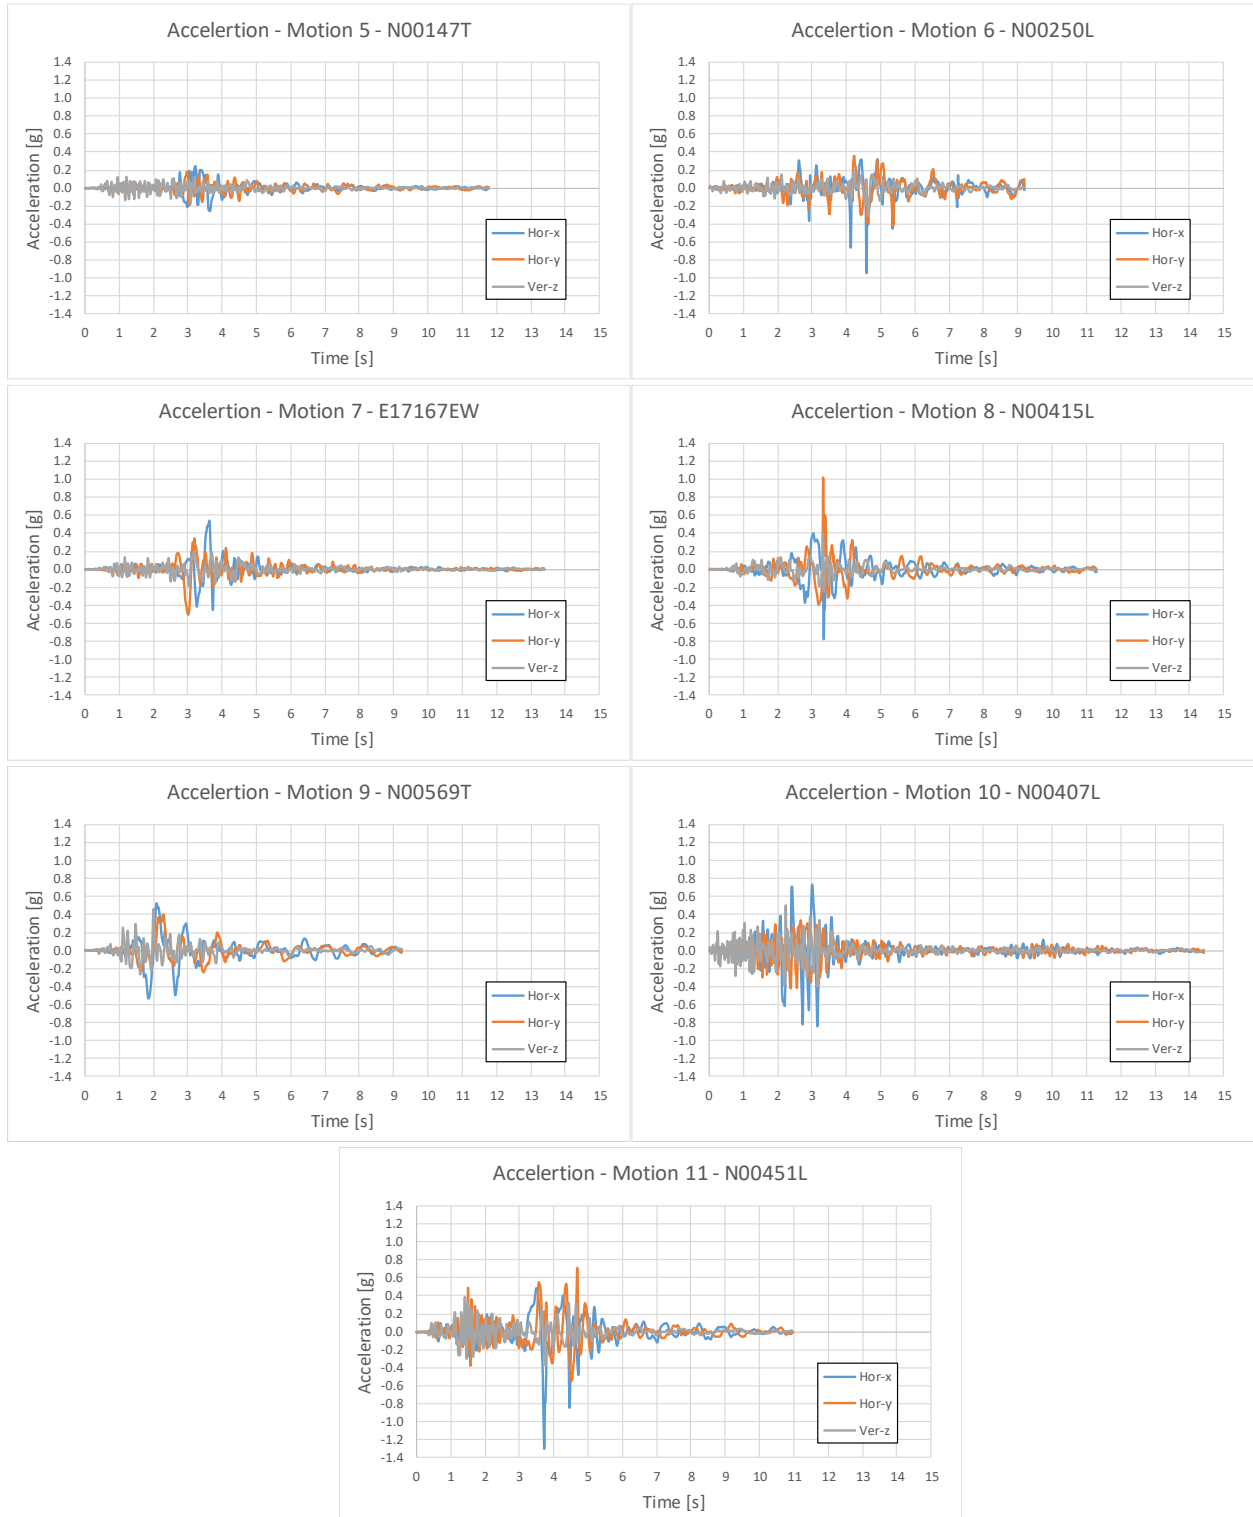 Accelertion - Motion 5 - N00147T
1.4
1.2
1.0
0.8
0.6
0.4
0.2
0.0
-0.2
-0.4
-0.6
-0.8
-1.0
-1.2
-1.4
Acceleration [g]
Hor-x
Hor-y
Ver-z
0 1 2 3 4 5 6 7 8 9 10 11 12 13 14 15
Time [s]
Accelertion - Motion 6 - N00250L
1.4
1.2
1.0
0.8
0.6
0.4
0.2
0.0
-0.2
-0.4
-0.6
-0.8
-1.0
-1.2
-1.4
Acceleration [g]
Hor-x
Hor-y
Ver-z
0 1 2 3 4 5 6 7 8 9 10 11 12 13 14 15
Time [s]
Accelertion - Motion 7 - E17167EW
1.4
1.2
1.0
0.8
0.6
0.4
0.2
0.0
-0.2
-0.4
-0.6
-0.8
-1.0
-1.2
-1.4
Acceleration [g]
Hor-x
Hor-y
Ver-z
0 1 2 3 4 5 6 7 8 9 10 11 12 13 14 15
Time [s]
Accelertion - Motion 8 - N00415L
1.4
1.2
1.0
0.8
0.6
0.4
0.2
0.0
-0.2
-0.4
-0.6
-0.8
-1.0
-1.2
-1.4
Acceleration [g]
Hor-x
Hor-y
Ver-z
0 1 2 3 4 5 6 7 8 9 10 11 12 13 14 15
Time [s]
Accelertion - Motion 9 - N00569T
1.4
1.2
1.0
0.8
0.6
0.4
0.2
0.0
-0.2
-0.4
-0.6
-0.8
-1.0
-1.2
-1.4
Acceleration [g]
Hor-x
Hor-y
Ver-z
0 1 2 3 4 5 6 7 8 9 10 11 12 13 14 15
Time [s]
Accelertion - Motion 10 - N00407L
1.4
1.2
1.0
0.8
0.6
0.4
0.2
0.0
-0.2
-0.4
-0.6
-0.8
-1.0
-1.2
-1.4
Acceleration [g]
Hor-x
Hor-y
Ver-z
0 1 2 3 4 5 6 7 8 9 10 11 12 13 14 15
Time [s]
Accelertion - Motion 11 - N00451L
1.4
1.2
1.0
0.8
0.6
0.4
0.2
0.0
-0.2
-0.4
-0.6
-0.8
-1.0
-1.2
-1.4
Acceleration [g]
Hor-x
Hor-y
Ver-z
0 1 2 3 4 5 6 7 8 9 10 11 12 13 14 15
Time [s]